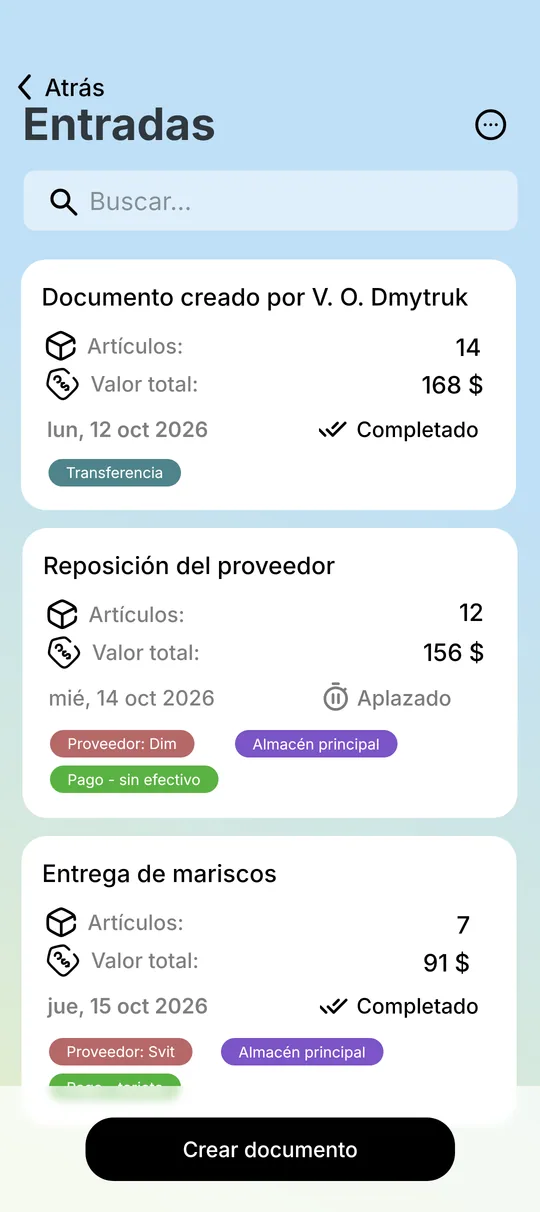 Atrás
Entradas
Buscar...
Documento creado por V. O. Dmytruk
Artículos: 14
Valor total: 168 $
lun, 12 oct 2026 Completado
Transferencia
Reposición del proveedor
Artículos: 12
Valor total: 156 $
mié, 14 oct 2026 Aplazado
Proveedor: Dim Almacén principal
Pago - sin efectivo
Entrega de mariscos
Artículos: 7
Valor total: 91 $
jue, 15 oct 2026 Completado
Proveedor: Svit Almacén principal
Pago - tarjeta
Crear documento